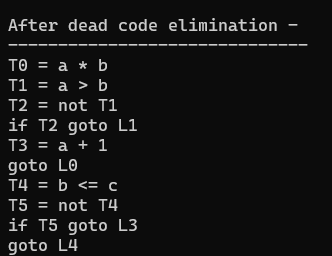 After dead code elimination -
------------------------------
T0 = a * b
T1 = a > b
T2 = not T1
if T2 goto L1
T3 = a + 1
goto L0
T4 = b <= c
T5 = not T4
if T5 goto L3
goto L4